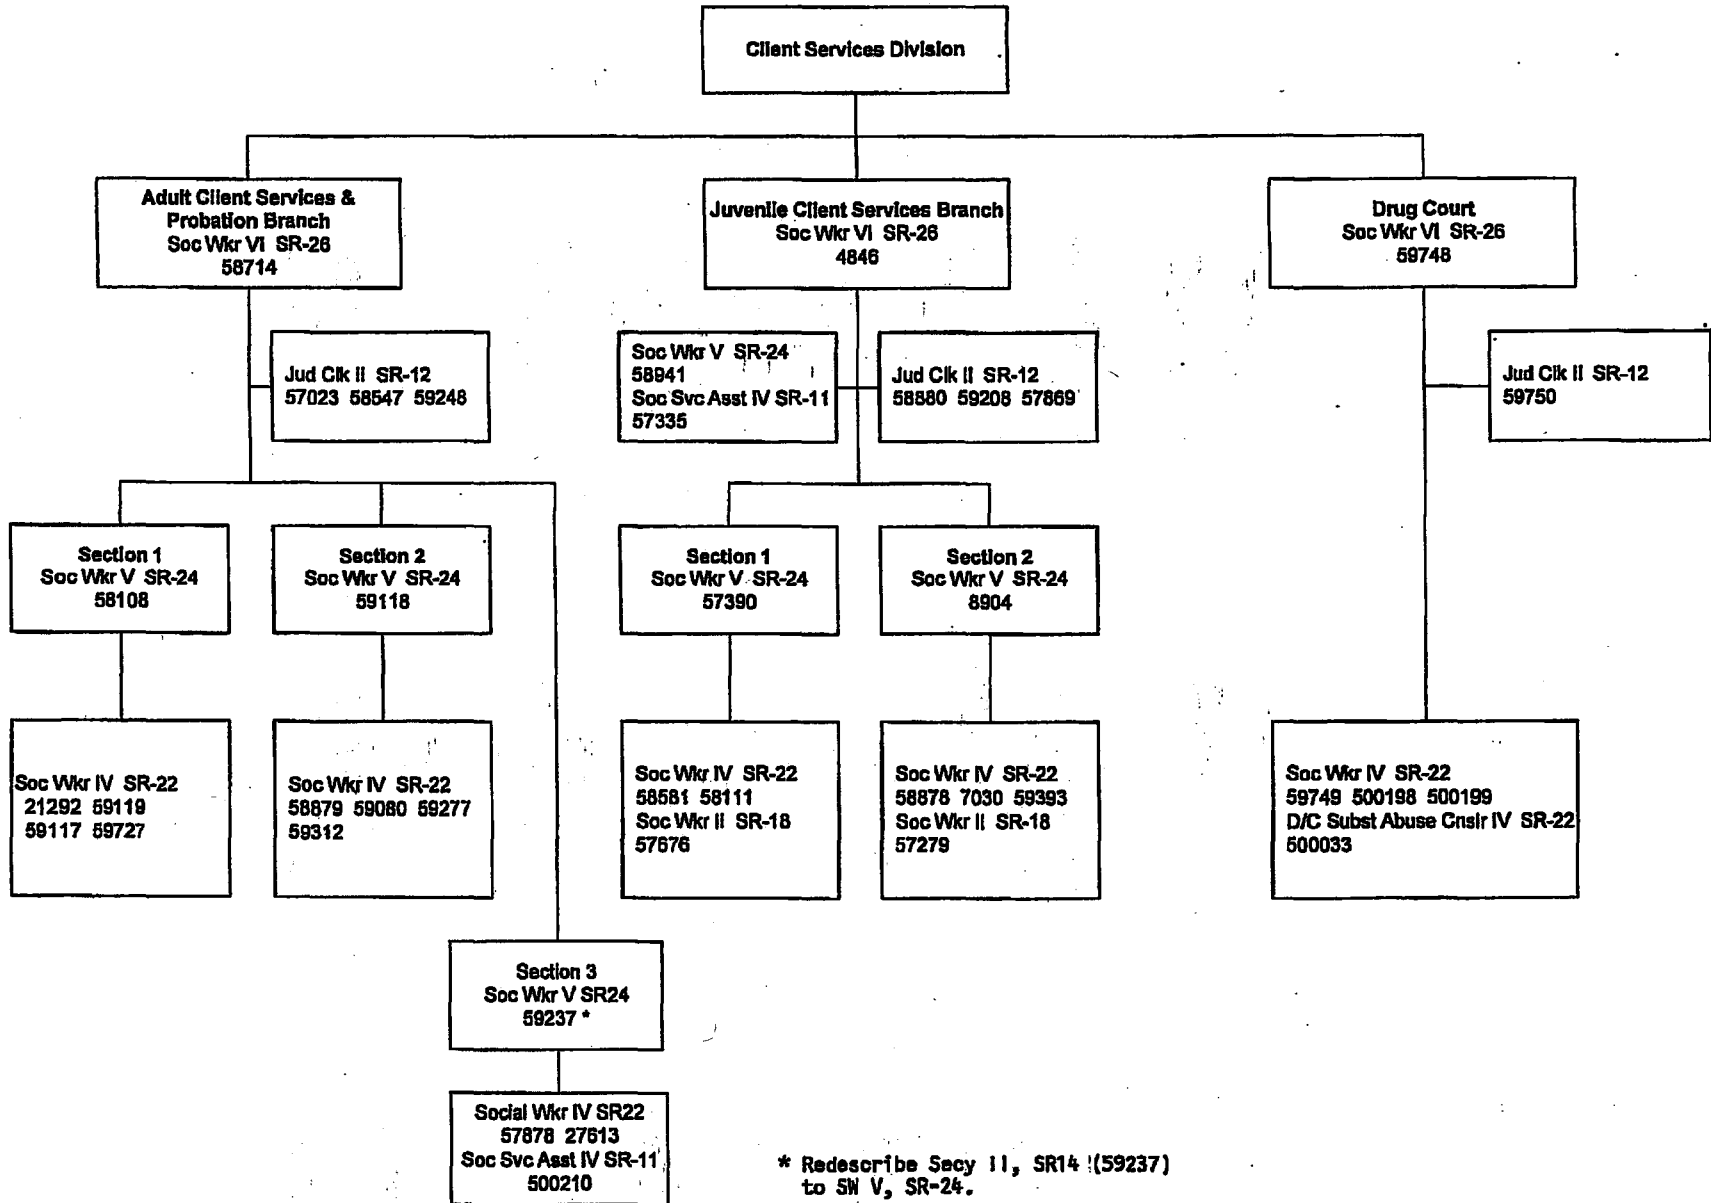 Client Services Division
Adult Client Services &
Probation Branch
Soc Wkr VI SR-26
58714
Juvenile Client Services Branch
Soc Wkr VI SR-26
4846
Drug Court
Soc Wkr VI SR-26
59748
Jud Clk II SR-12
57023 58547 59248
Soc Wkr V SR-24
58941
Soc Svc Asst IV SR-11
57335
Jud Clk II SR-12
58880 59208 57869
Jud Clk II SR-12
59750
Section 1
Soc Wkr V SR-24
58108
Section 2
Soc Wkr V SR-24
59118
Section 1
Soc Wkr V SR-24
57390
Section 2
Soc Wkr V SR-24
8904
Soc Wkr IV SR-22
21292 59119
59117 59727
Soc Wkr IV SR-22
58879 59080 59277
59312
Soc Wkr IV SR-22
58581 58111
Soc Wkr II SR-18
57676
Soc Wkr IV SR-22
58878 7030 59393
Soc Wkr II SR-18
57279
Soc Wkr IV SR-22
59749 500198 500199
D/C Subst Abuse Cnslr IV SR-22
500033
Section 3
Soc Wkr V SR24
59237 *
Social Wkr IV SR22
57878 27613
Soc Svc Asst IV SR-11
500210
* Redescribe Secy II, SR14 (59237)
to SW V, SR-24.